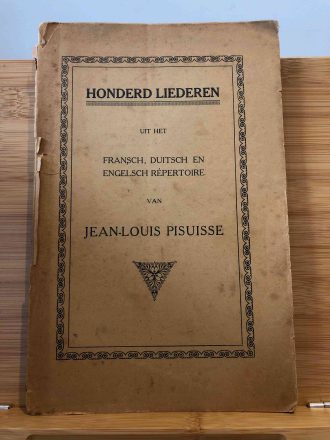 HONDERD LIEDEREN
UIT HET
FRANSCH, DUITSCH EN
ENGELSCH RÉPERTOIRE
VAN
JEAN-LOUIS PISUISSE